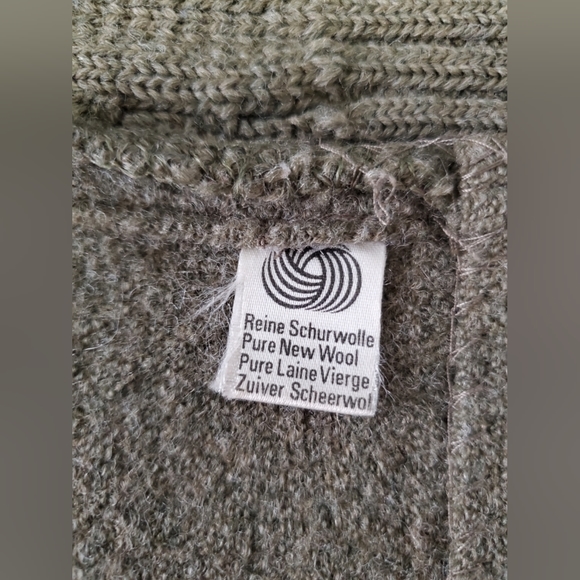 Reine Schurwolle
Pure New Wool
Pure Laine Vierge
Zuiver Scheerwol